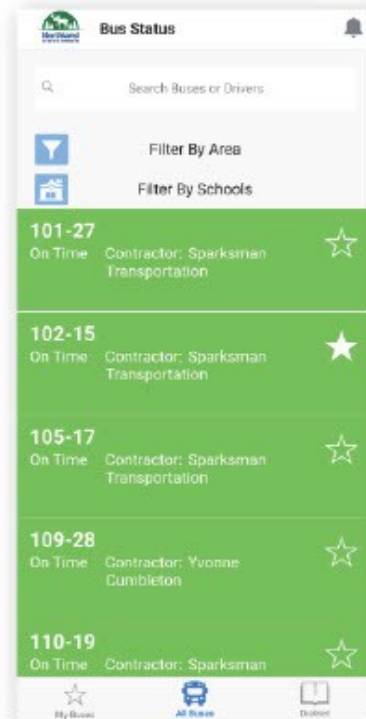 Northland
Bus Status
Search Buses or Drivers
Filter By Area
Filter By Schools
101-27
On Time Contractor: Sparksman
Transportation
102-15
On Time Contractor: Sparksman
Transportation
105-17
On Time Contractor: Sparksman
Transportation
109-28
On Time Contractor: Yvonne
Cumbleton
110-19
On Time Contractor: Sparksman
My Buses All Buses District